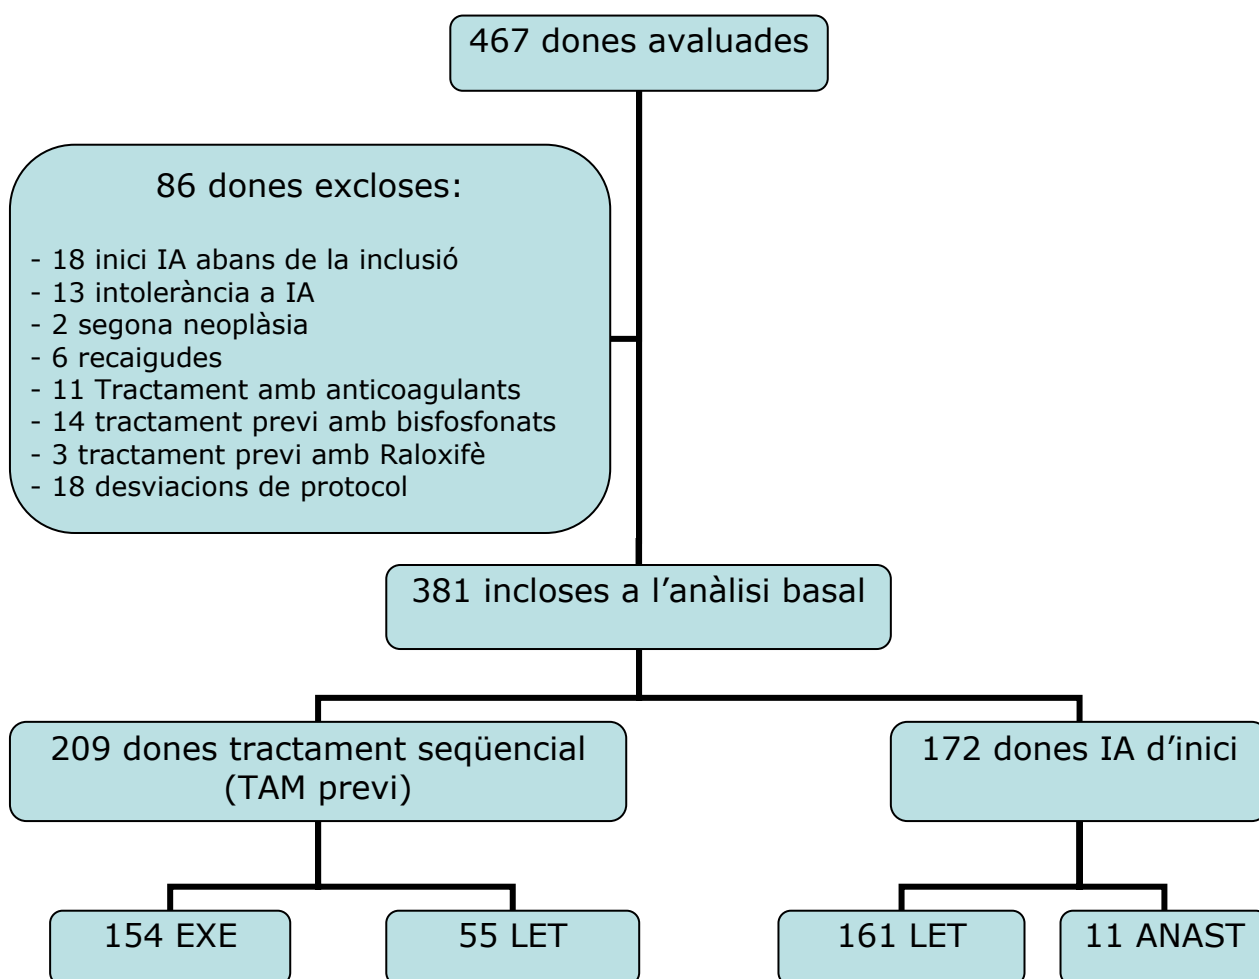 467 dones avaluades
86 dones excloses:
- 18 inici IA abans de la inclusió
- 13 intolerància a IA
- 2 segona neoplàsia
- 6 recaigudes
- 11 Tractament amb anticoagulants
- 14 tractament previ amb bisfosfonats
- 3 tractament previ amb Raloxifè
- 18 desviacions de protocol
381 incloses a l’anàlisi basal
209 dones tractament seqüencial
(TAM previ)
172 dones IA d’inici
154 EXE
55 LET
161 LET
11 ANAST